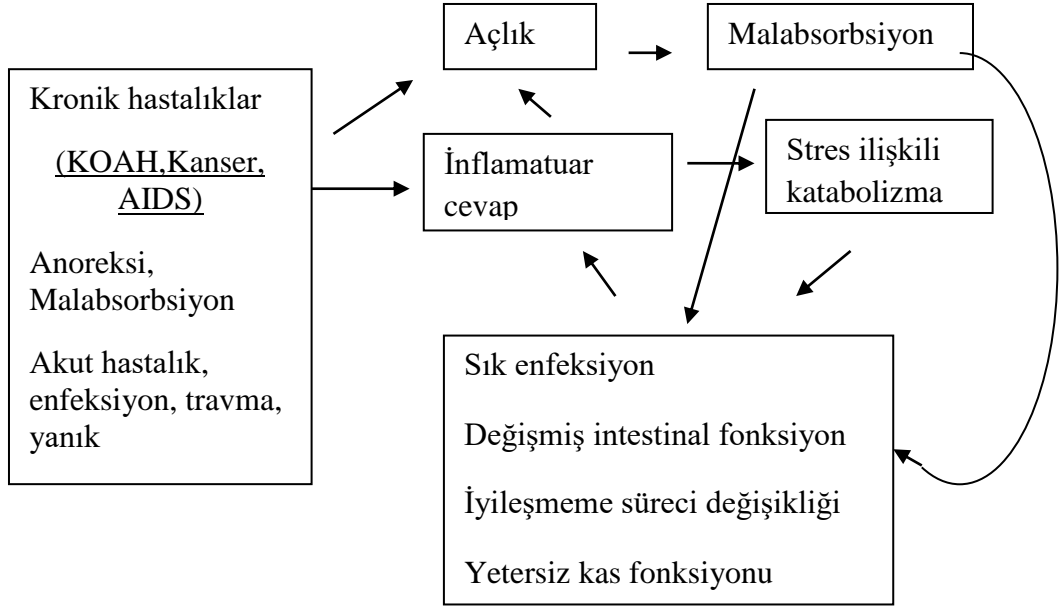 Açlık
Malabsorbsiyon
Kronik hastalıklar
(KOAH,Kanser,
AIDS)
Anoreksi,
Malabsorbsiyon
Akut hastalık,
enfeksiyon, travma,
yanık
İnflamatuar
cevap
Stres ilişkili
katabolizma
Sık enfeksiyon
Değişmiş intestinal fonksiyon
İyileşmeme süreci değişikliği
Yetersiz kas fonksiyonu